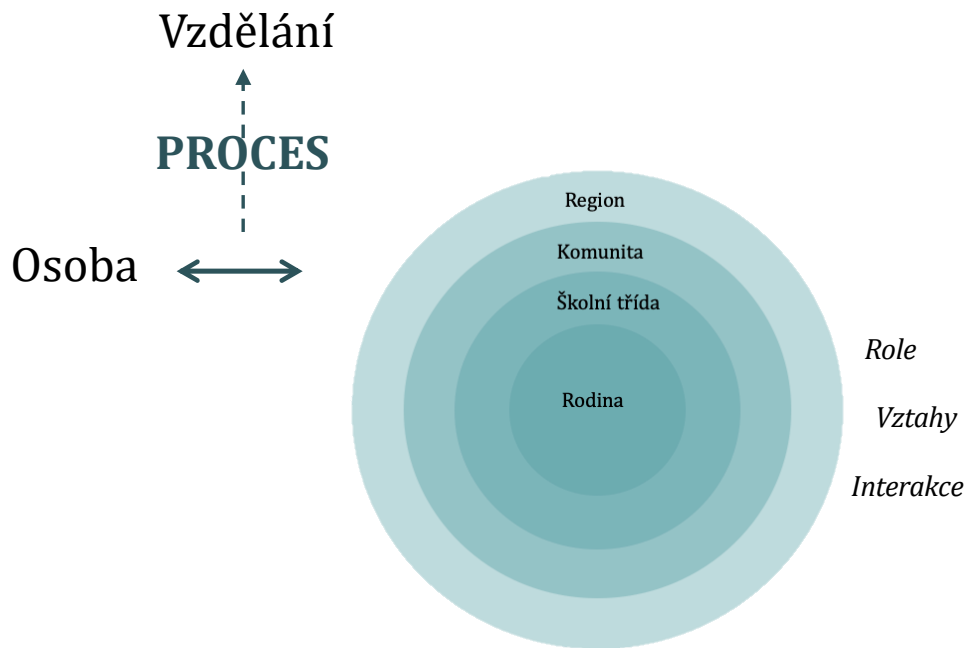 Vzdělání
PROCES
Osoba
Region
Komunita
Školní třída
Rodina
Role
Vztahy
Interakce